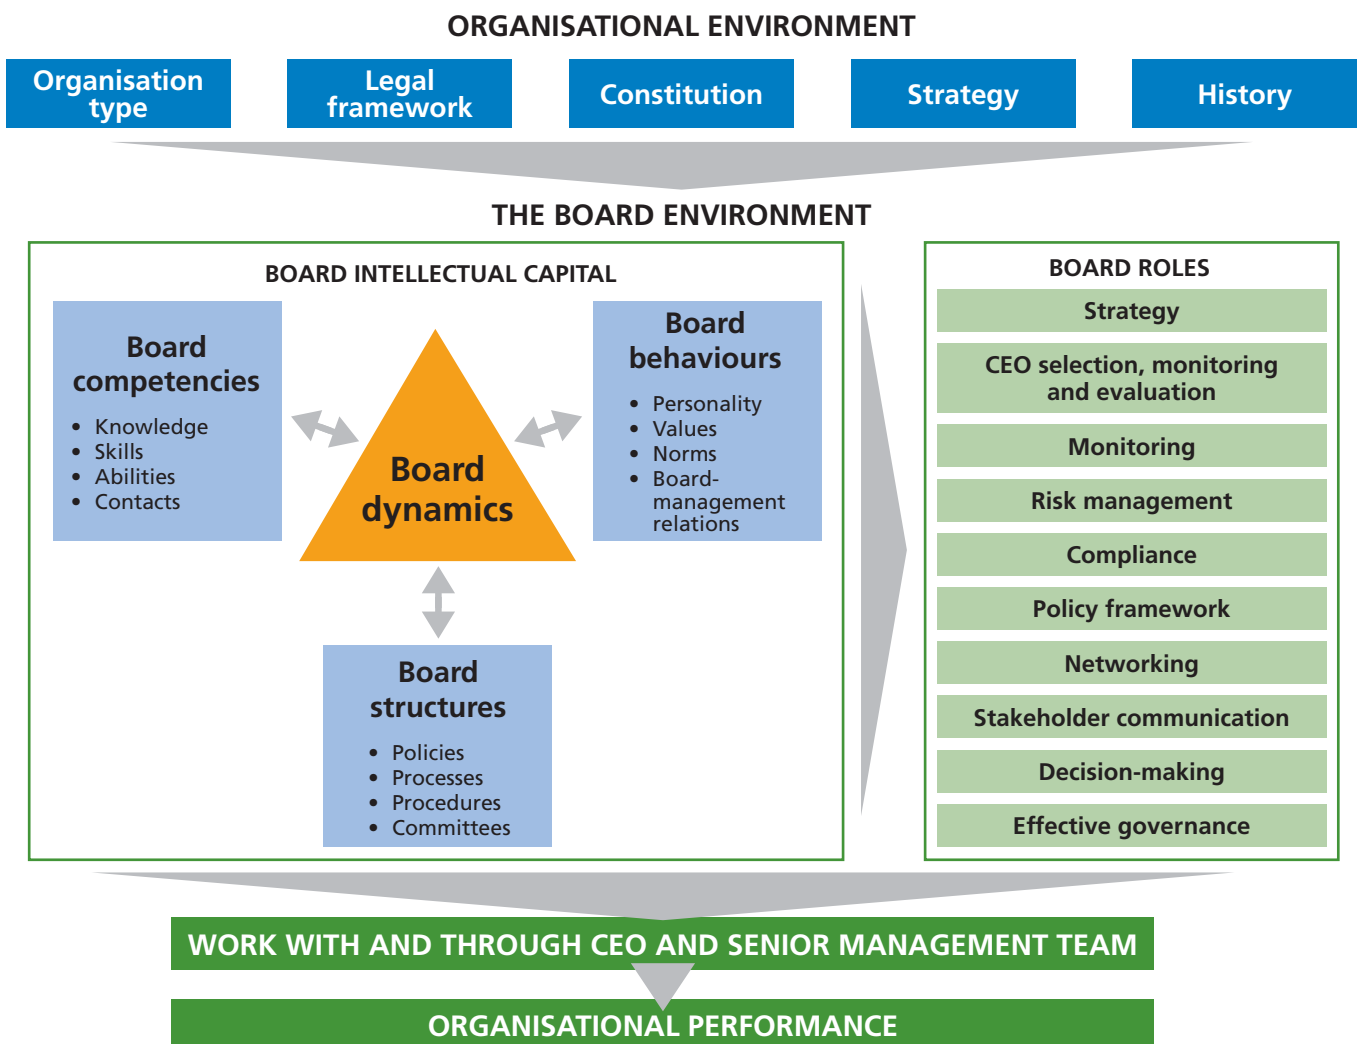 ORGANISATIONAL ENVIRONMENT
Organisation
type
Legal
framework
Constitution
Strategy
History
THE BOARD ENVIRONMENT
BOARD INTELLECTUAL CAPITAL
Board
competencies
• Knowledge
• Skills
• Abilities
• Contacts
Board
dynamics
Board
behaviours
• Personality
• Values
• Norms
• Board-
management
relations
Board
structures
• Policies
• Processes
• Procedures
• Committees
BOARD ROLES
Strategy
CEO selection, monitoring
and evaluation
Monitoring
Risk management
Compliance
Policy framework
Networking
Stakeholder communication
Decision-making
Effective governance
WORK WITH AND THROUGH CEO AND SENIOR MANAGEMENT TEAM
ORGANISATIONAL PERFORMANCE